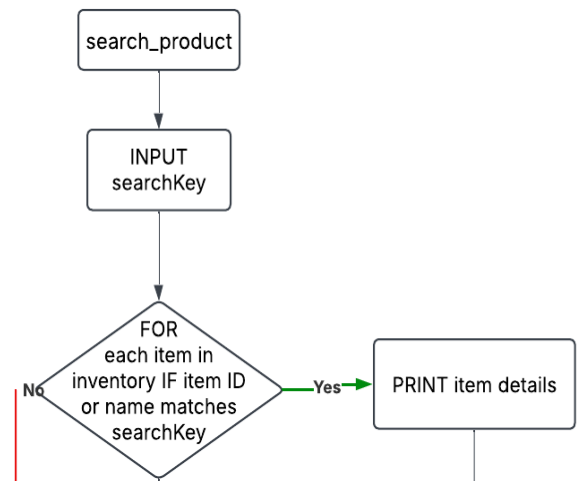 search_product
INPUT
searchKey
FOR
each item in
inventory IF item ID
or name matches
searchKey
No
Yes
PRINT item details